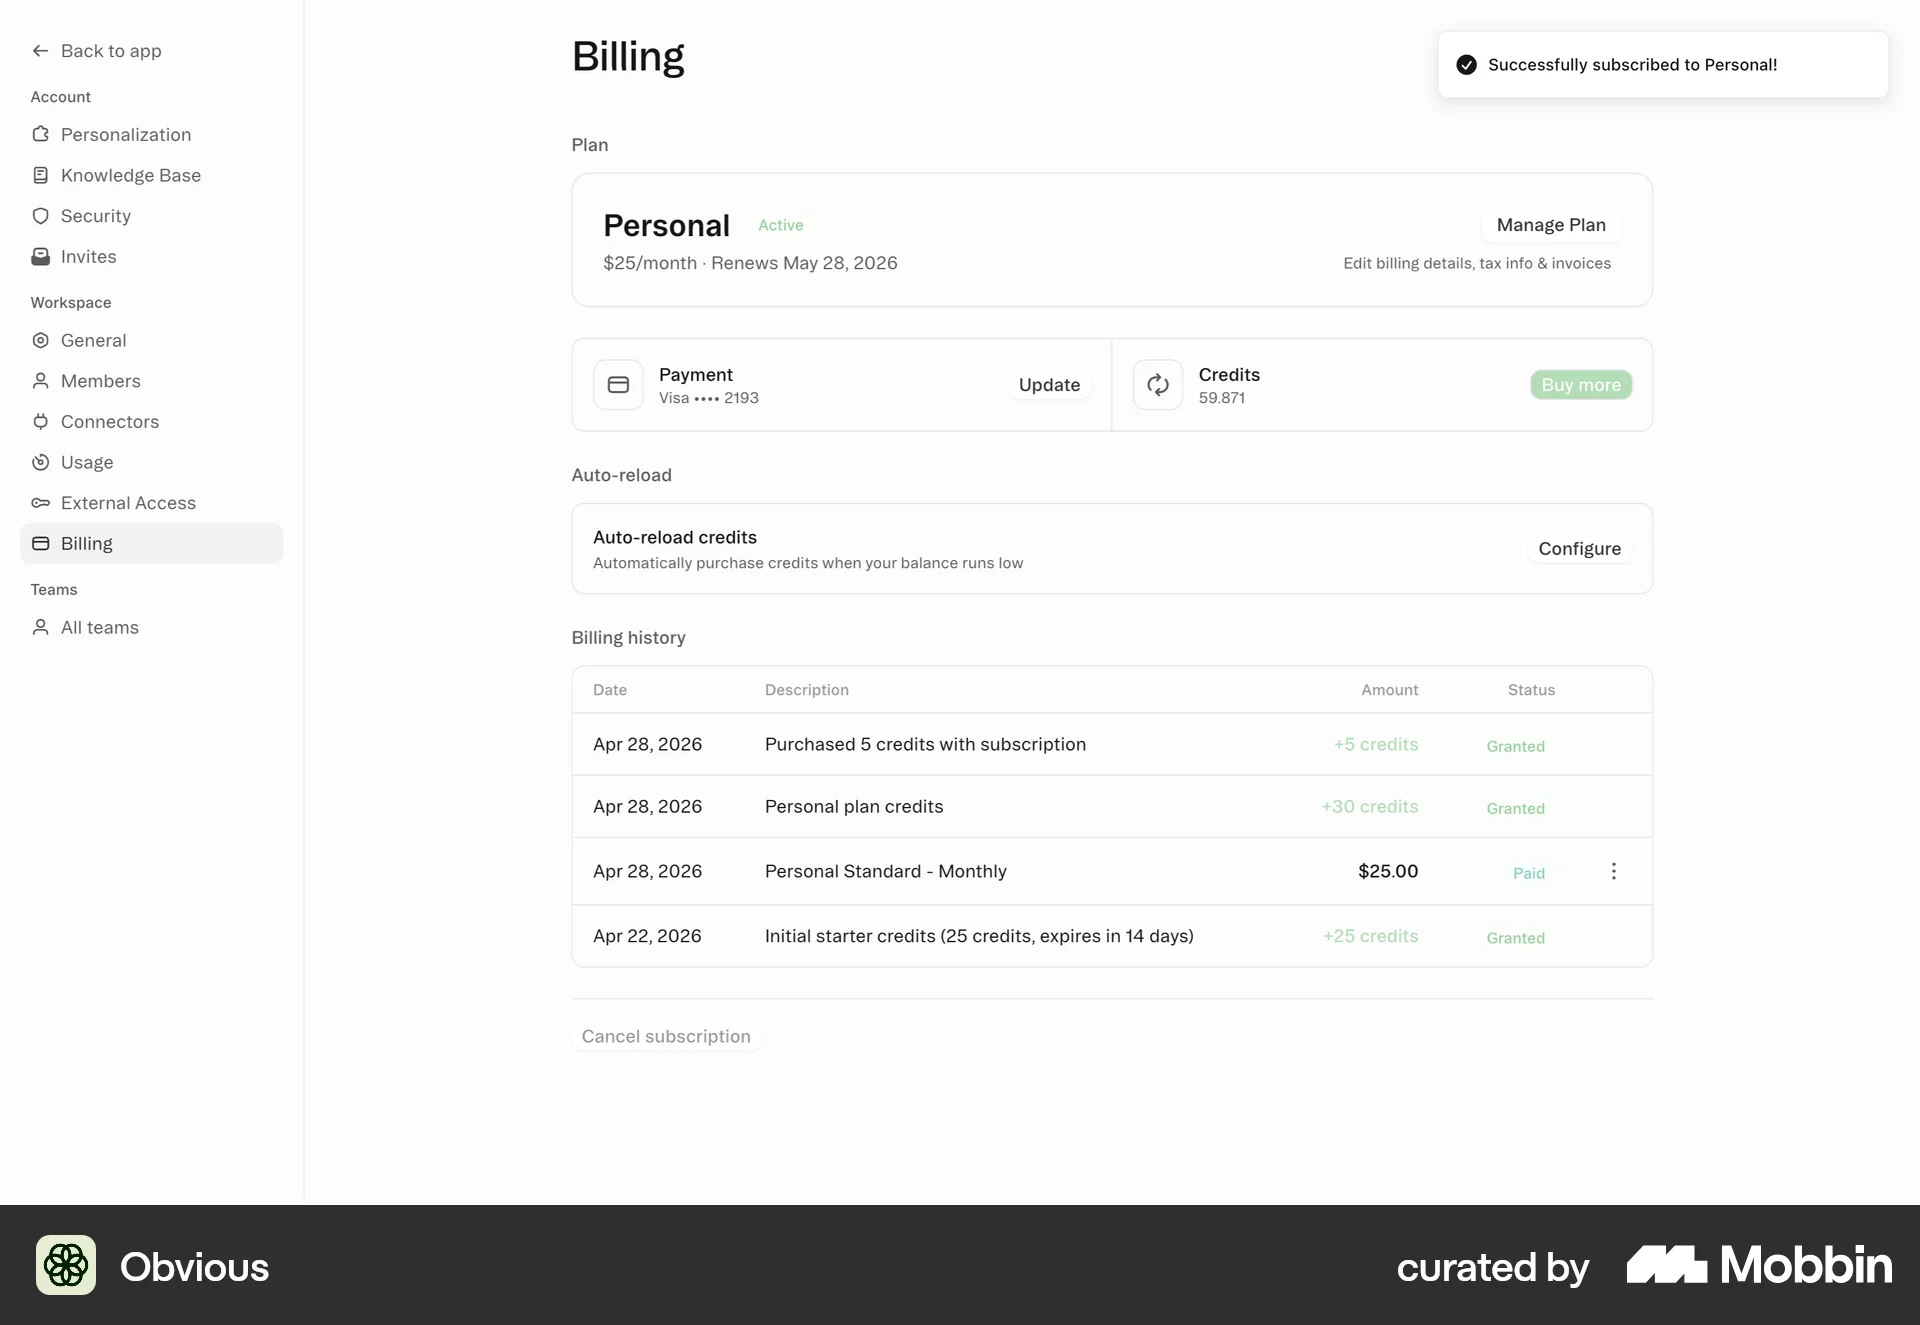 Back to app
Account
Personalization
Knowledge Base
Security
Invites
Workspace
General
Members
Connectors
Usage
External Access
Billing
Teams
All teams
Billing
Successfully subscribed to Personal!
Plan
Personal Active
Manage Plan
$25/month · Renews May 28, 2026
Edit billing details, tax info & invoices
Payment
Visa •••• 2193
Update
Credits
59.871
Buy more
Auto-reload
Auto-reload credits
Automatically purchase credits when your balance runs low
Configure
Billing history
Date Description Amount Status
Apr 28, 2026 Purchased 5 credits with subscription +5 credits Granted
Apr 28, 2026 Personal plan credits +30 credits Granted
Apr 28, 2026 Personal Standard - Monthly $25.00 Paid
Apr 22, 2026 Initial starter credits (25 credits, expires in 14 days) +25 credits Granted
Cancel subscription
Obvious
curated by Mobbin